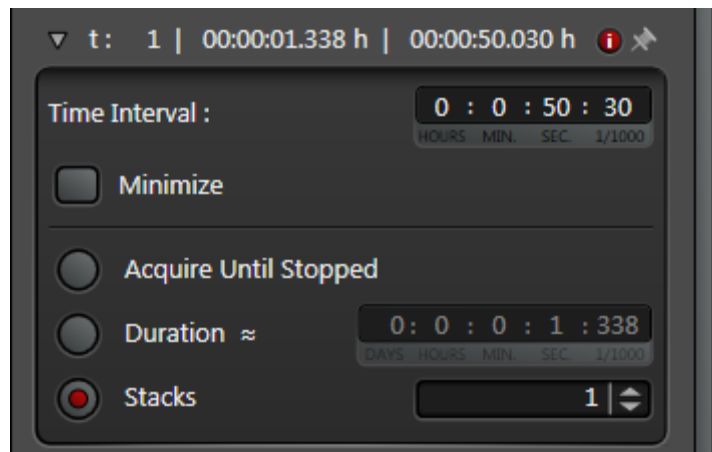 t: 1 | 00:00:01.338 h | 00:00:50.030 h i
Time Interval : 0 : 0 : 50 : 30
HOURS MIN. SEC. 1/1000
Minimize
Acquire Until Stopped
Duration ≈ 0: 0 : 0 : 1 : 338
DAYS HOURS MIN. SEC. 1/1000
Stacks 1